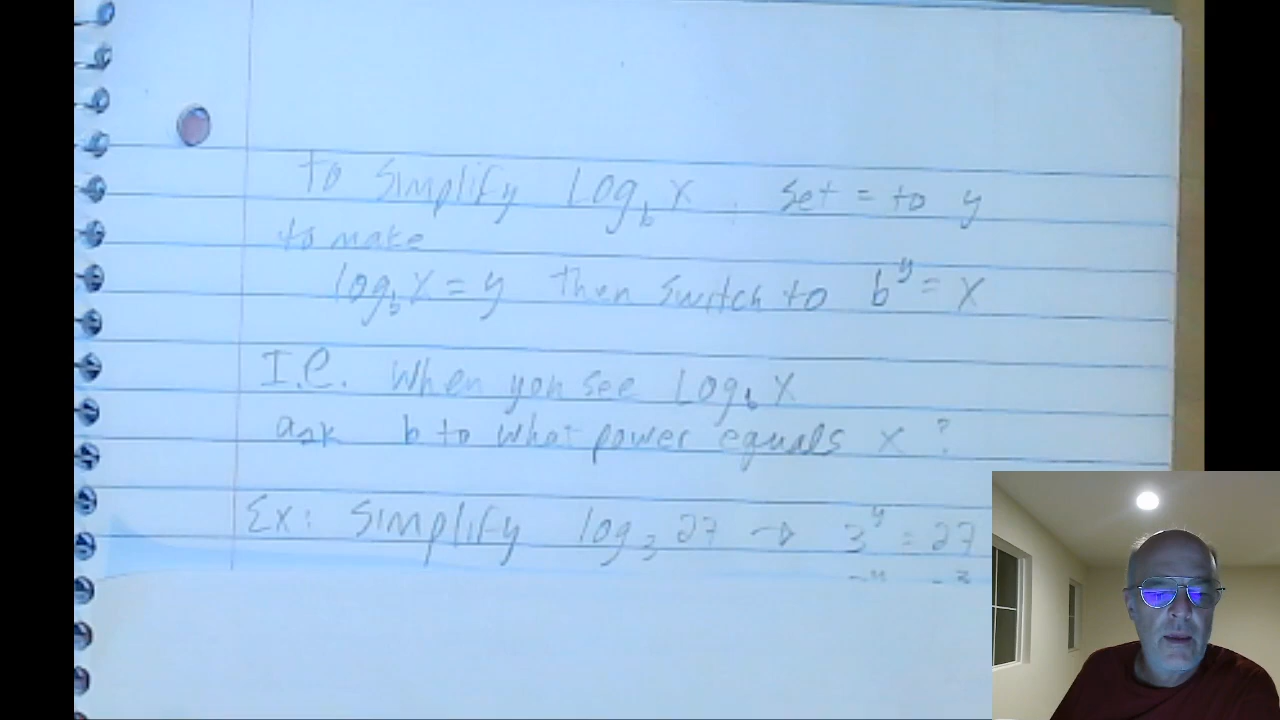 To Simplify Log_b X : Set = to y
to make
log_b X = y then switch to b^y = X
I.e. When you see Log_b X
ask b to what power equals x ?
Ex: Simplify log_3 27 → 3^y = 27